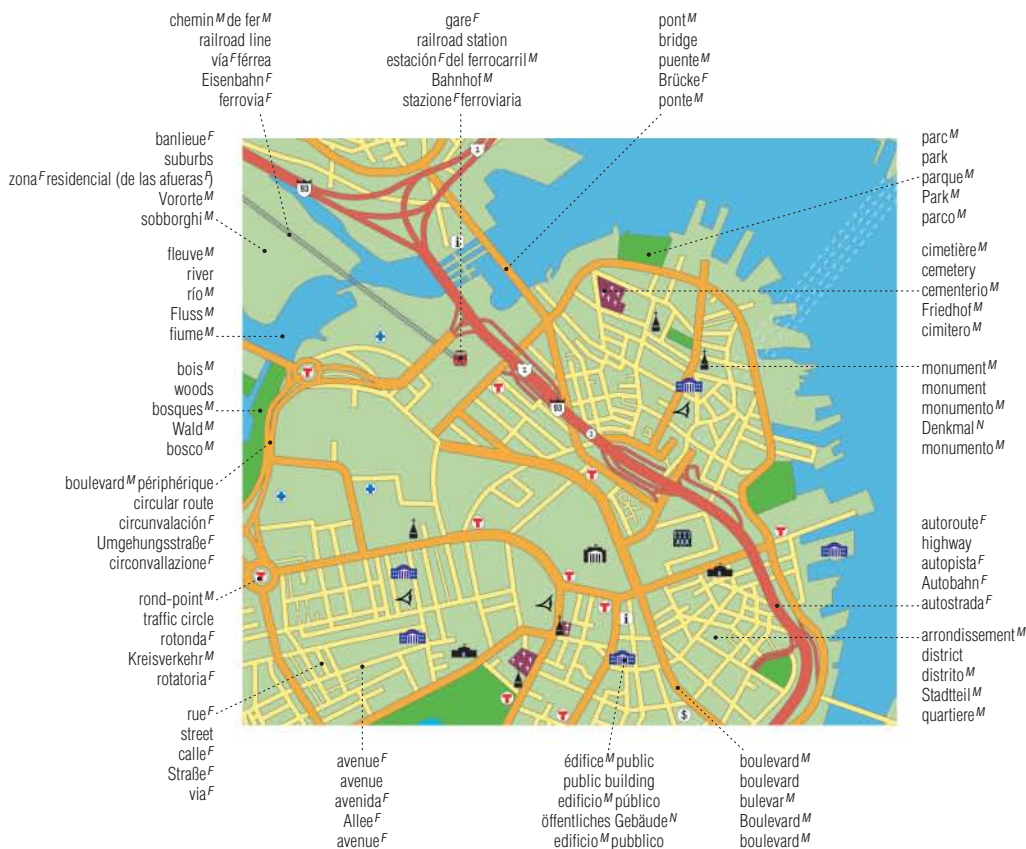 chemin M de fer M
railroad line
vía F férrea
Eisenbahn F
ferrovia F
gare F
railroad station
estación F del ferrocarril M
Bahnhof M
stazione F ferroviaria
pont M
bridge
puente M
Brücke F
ponte M
banlieue F
suburbs
zona F residencial (de las afueras F)
Vororte M
sobborghi M
fleuve M
river
río M
Fluss M
fiume M
bois M
woods
bosques M
Wald M
bosco M
boulevard M périphérique
circular route
circunvalación F
Umgehungsstraße F
circonvallazione F
rond-point M
traffic circle
rotonda F
Kreisverkehr M
rotatoria F
rue F
street
calle F
Straße F
via F
1
93
i
T
1
T
93
3
T
T
T
T
T
T
i
T
T
$
parc M
park
parque M
Park M
parco M
cimetière M
cemetery
cementerio M
Friedhof M
cimitero M
monument M
monument
monumento M
Denkmal N
monumento M
autoroute F
highway
autopista F
Autobahn F
autostrada F
arrondissement M
district
distrito M
Stadtteil M
quartiere M
avenue F
avenue
avenida F
Allee F
avenue F
édifice M public
public building
edificio M público
öffentliches Gebäude N
edificio M pubblico
boulevard M
boulevard
bulevar M
Boulevard M
boulevard M